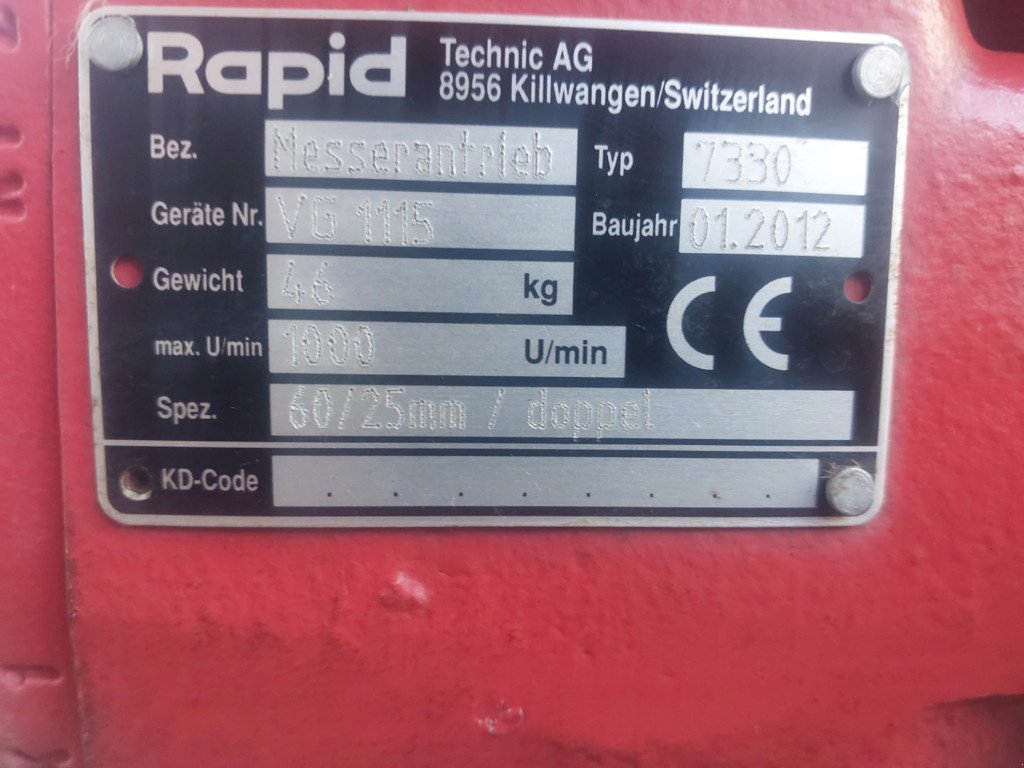 Rapid Technic AG
8956 Killwangen/Switzerland
Bez. Messerantrieb Typ 7330
Geräte Nr. VG 1115 Baujahr 01.2012
Gewicht 46 kg
CE
max. U/min 1000 U/min
Spez. 60/25mm / doppel
KD-Code . . . . . . . .